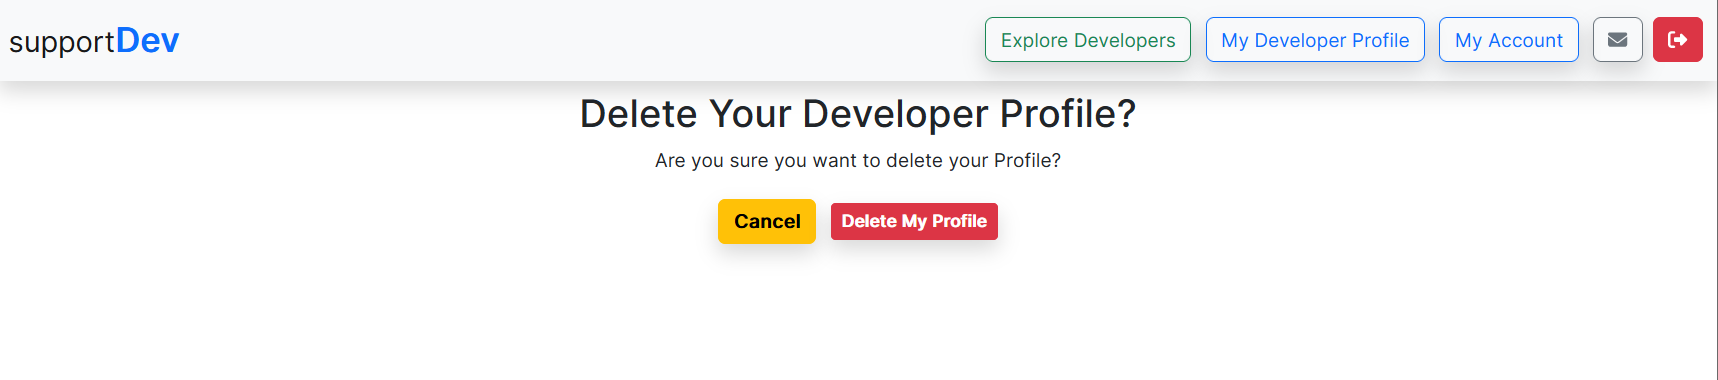 supportDev Explore Developers My Developer Profile My Account
Delete Your Developer Profile?
Are you sure you want to delete your Profile?
Cancel Delete My Profile